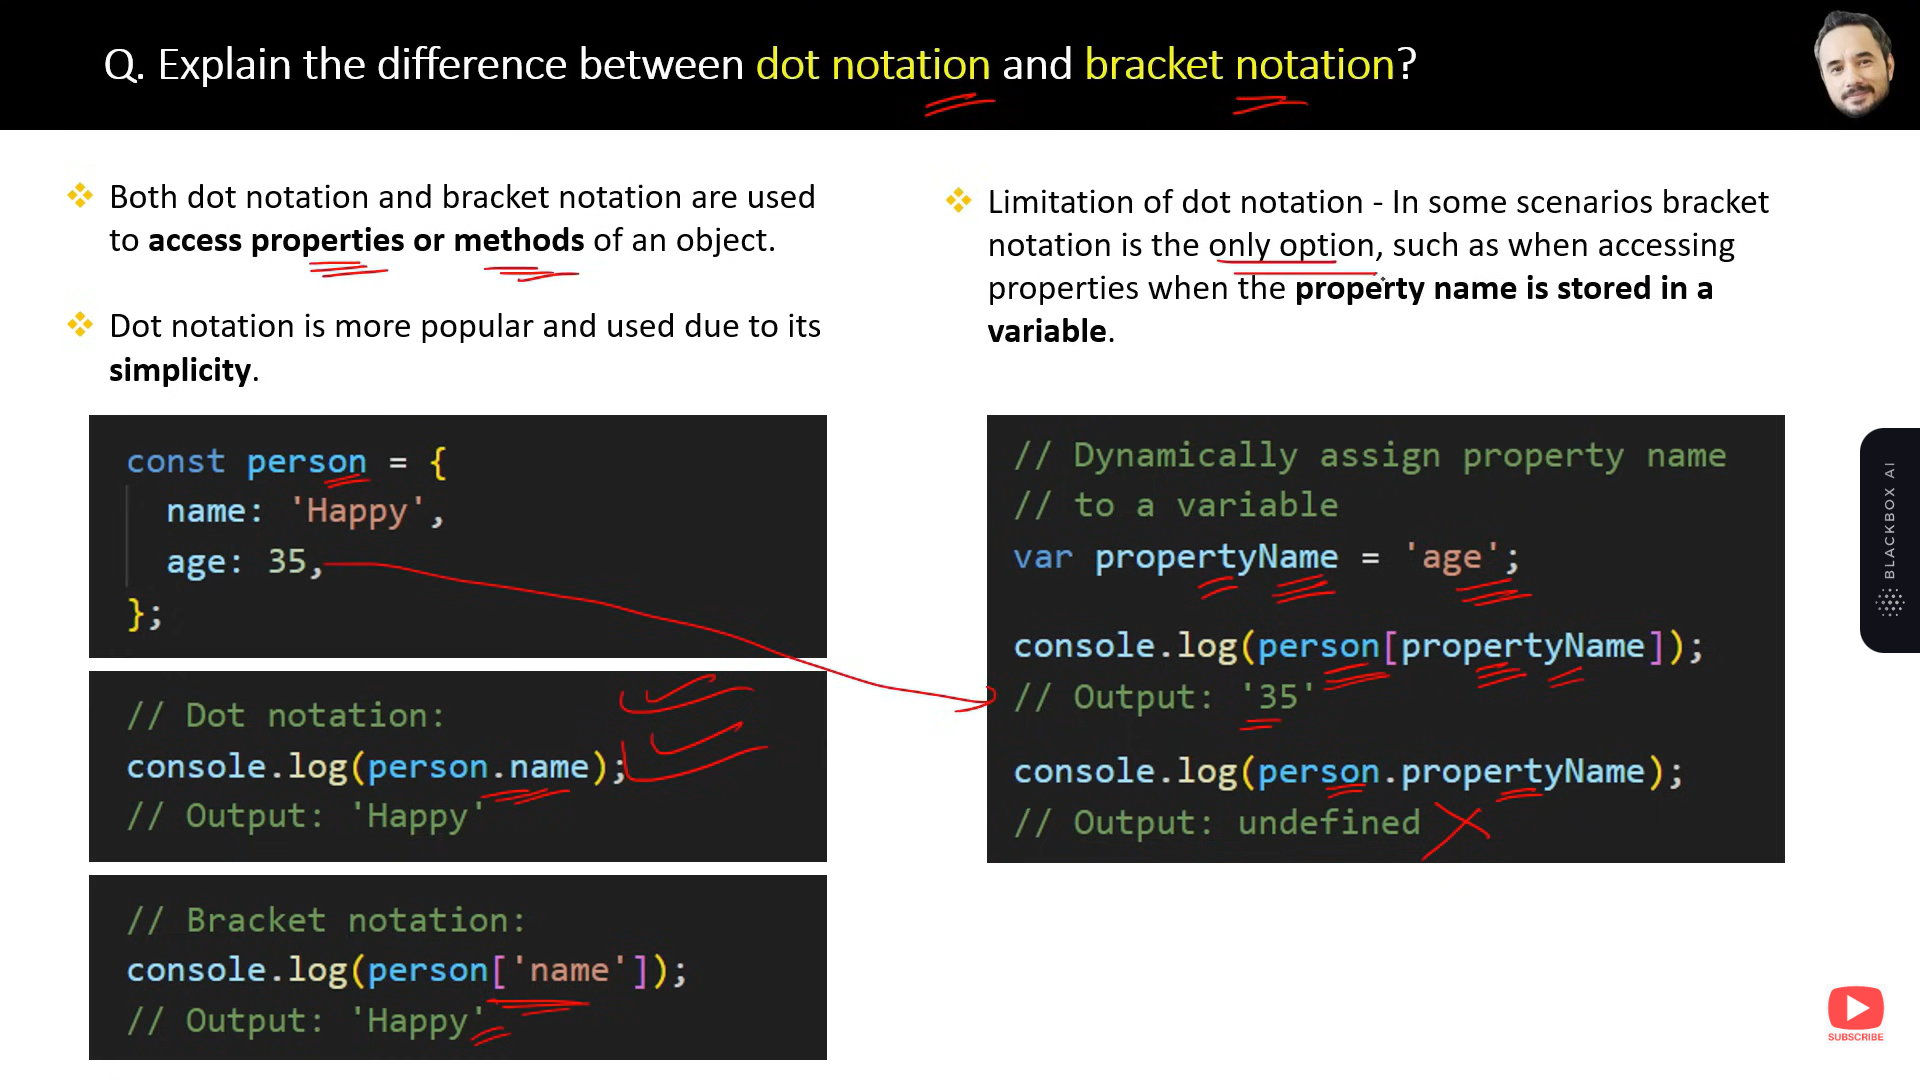 Q. Explain the difference between dot notation and bracket notation?
Both dot notation and bracket notation are used
to access properties or methods of an object.
Dot notation is more popular and used due to its
simplicity.
const person = {
name: 'Happy',
age: 35,
};
// Dot notation:
console.log(person.name);
// Output: 'Happy'
// Bracket notation:
console.log(person['name']);
// Output: 'Happy'
Limitation of dot notation - In some scenarios bracket
notation is the only option, such as when accessing
properties when the property name is stored in a
variable.
// Dynamically assign property name
// to a variable
var propertyName = 'age';
console.log(person[propertyName]);
// Output: '35'
console.log(person.propertyName);
// Output: undefined
BLACKBOX AI
SUBSCRIBE